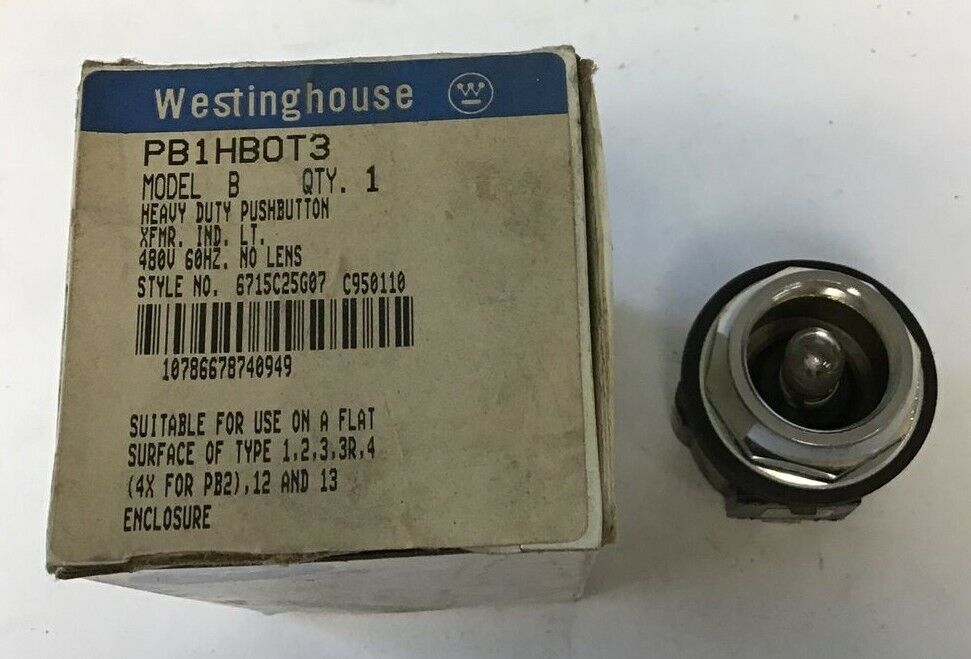 Westinghouse W
PB1HBOT3
MODEL B QTY. 1
HEAVY DUTY PUSHBUTTON
XFMR. IND. LT.
480V 60HZ. NO LENS
STYLE NO. 6715C25G07 C950110
10786678740949
SUITABLE FOR USE ON A FLAT
SURFACE OF TYPE 1,2,3,3R,4
(4X FOR PB2),12 AND 13
ENCLOSURE